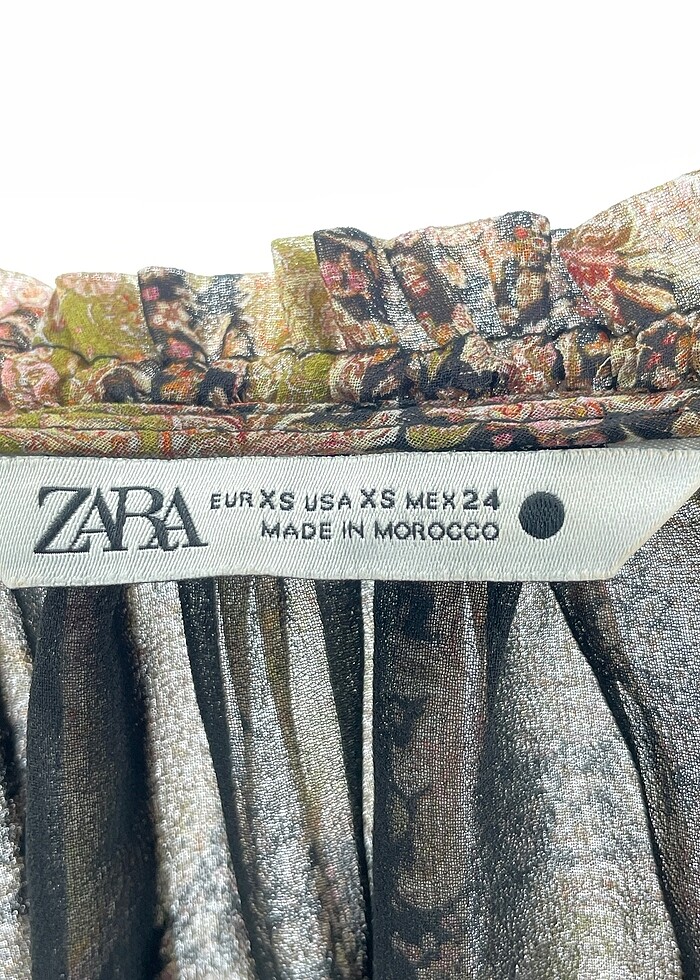 ZARA
EUR XS USA XS MEX 24
MADE IN MOROCCO